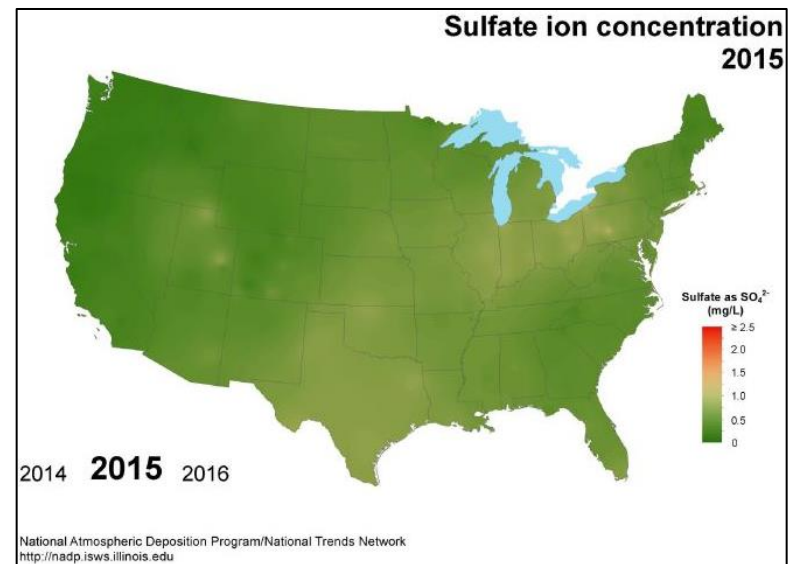 Sulfate ion concentration
2015
Sulfate as SO₄²⁻
(mg/L)
≥ 2.5
2.0
1.5
1.0
0.5
0
2014 2015 2016
National Atmospheric Deposition Program/National Trends Network
http://nadp.isws.illinois.edu